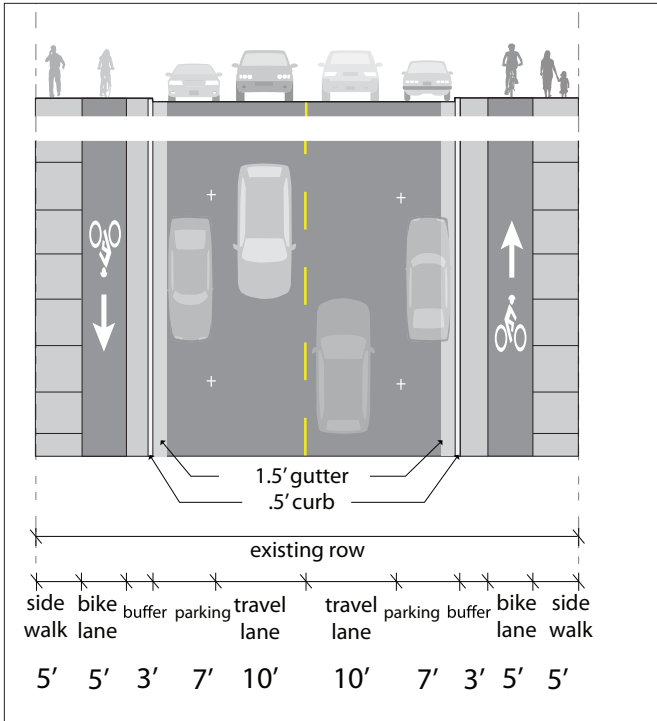 1.5’ gutter
.5’ curb
existing row
side walk
bike lane
buffer
parking
travel lane
travel lane
parking
buffer
bike lane
side walk
5’ 5’ 3’ 7’ 10’ 10’ 7’ 3’ 5’ 5’